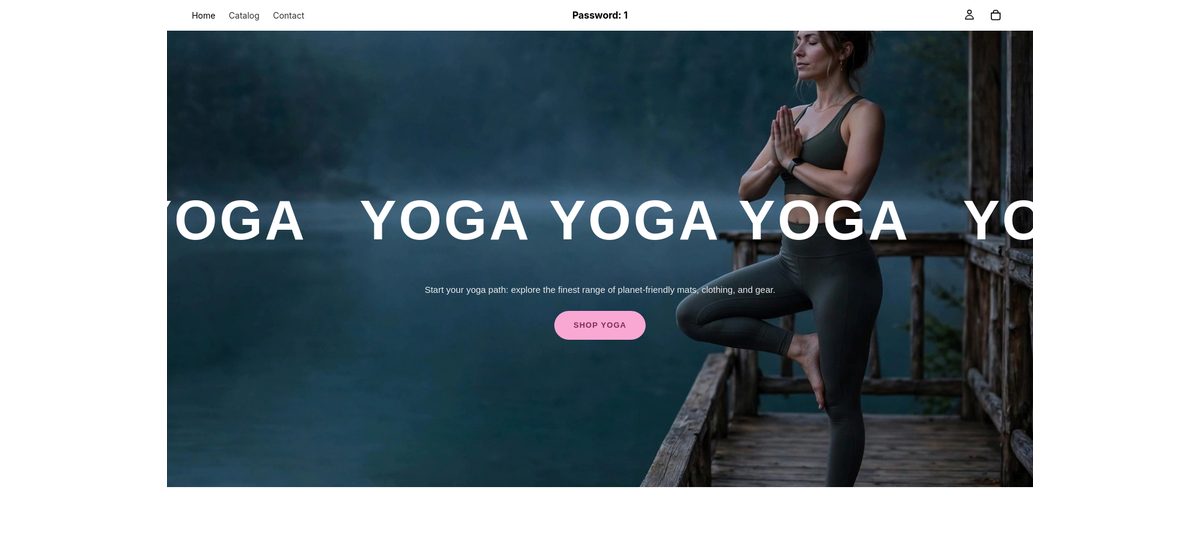 Home Catalog Contact Password: 1
YOGA YOGA YOGA YOGA YO
Start your yoga path: explore the finest range of planet-friendly mats, clothing, and gear.
SHOP YOGA